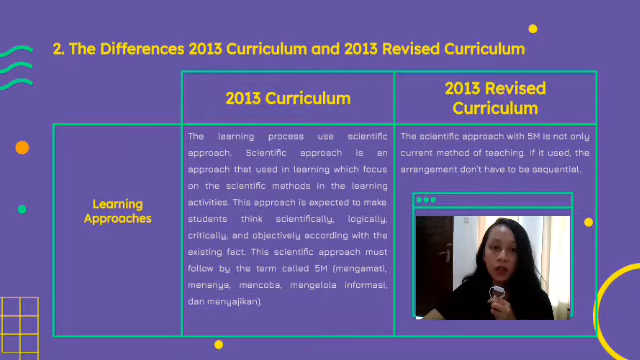 2. The Differences 2013 Curriculum and 2013 Revised Curriculum
2013 Curriculum
2013 Revised
Curriculum
Learning
Approaches
The learning process use scientific
approach. Scientific approach is an
approach that used in learning which focus
on the scientific methods in the learning
activities. This approach is expected to make
students think scientifically, logically,
critically, and objectively according with the
existing fact. This scientific approach must
follow by the term called 5M (mengamati,
menanya, mencoba, mengelola informasi,
dan menyajikan).
The scientific approach with 5M is not only
current method of teaching. If it used, the
arrangement don't have to be sequential.